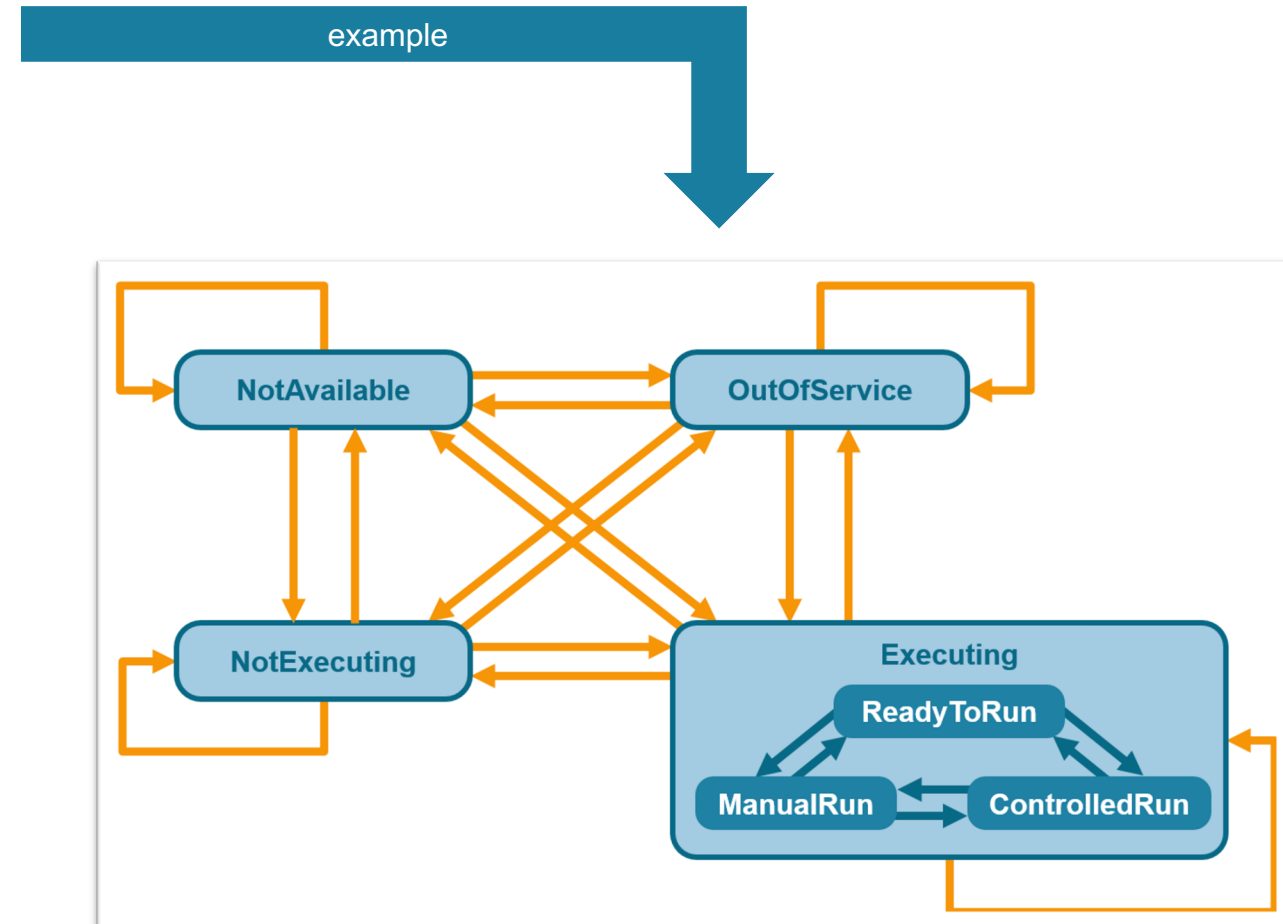 example
NotAvailable
OutOfService
NotExecuting
Executing
ReadyToRun
ManualRun
ControlledRun